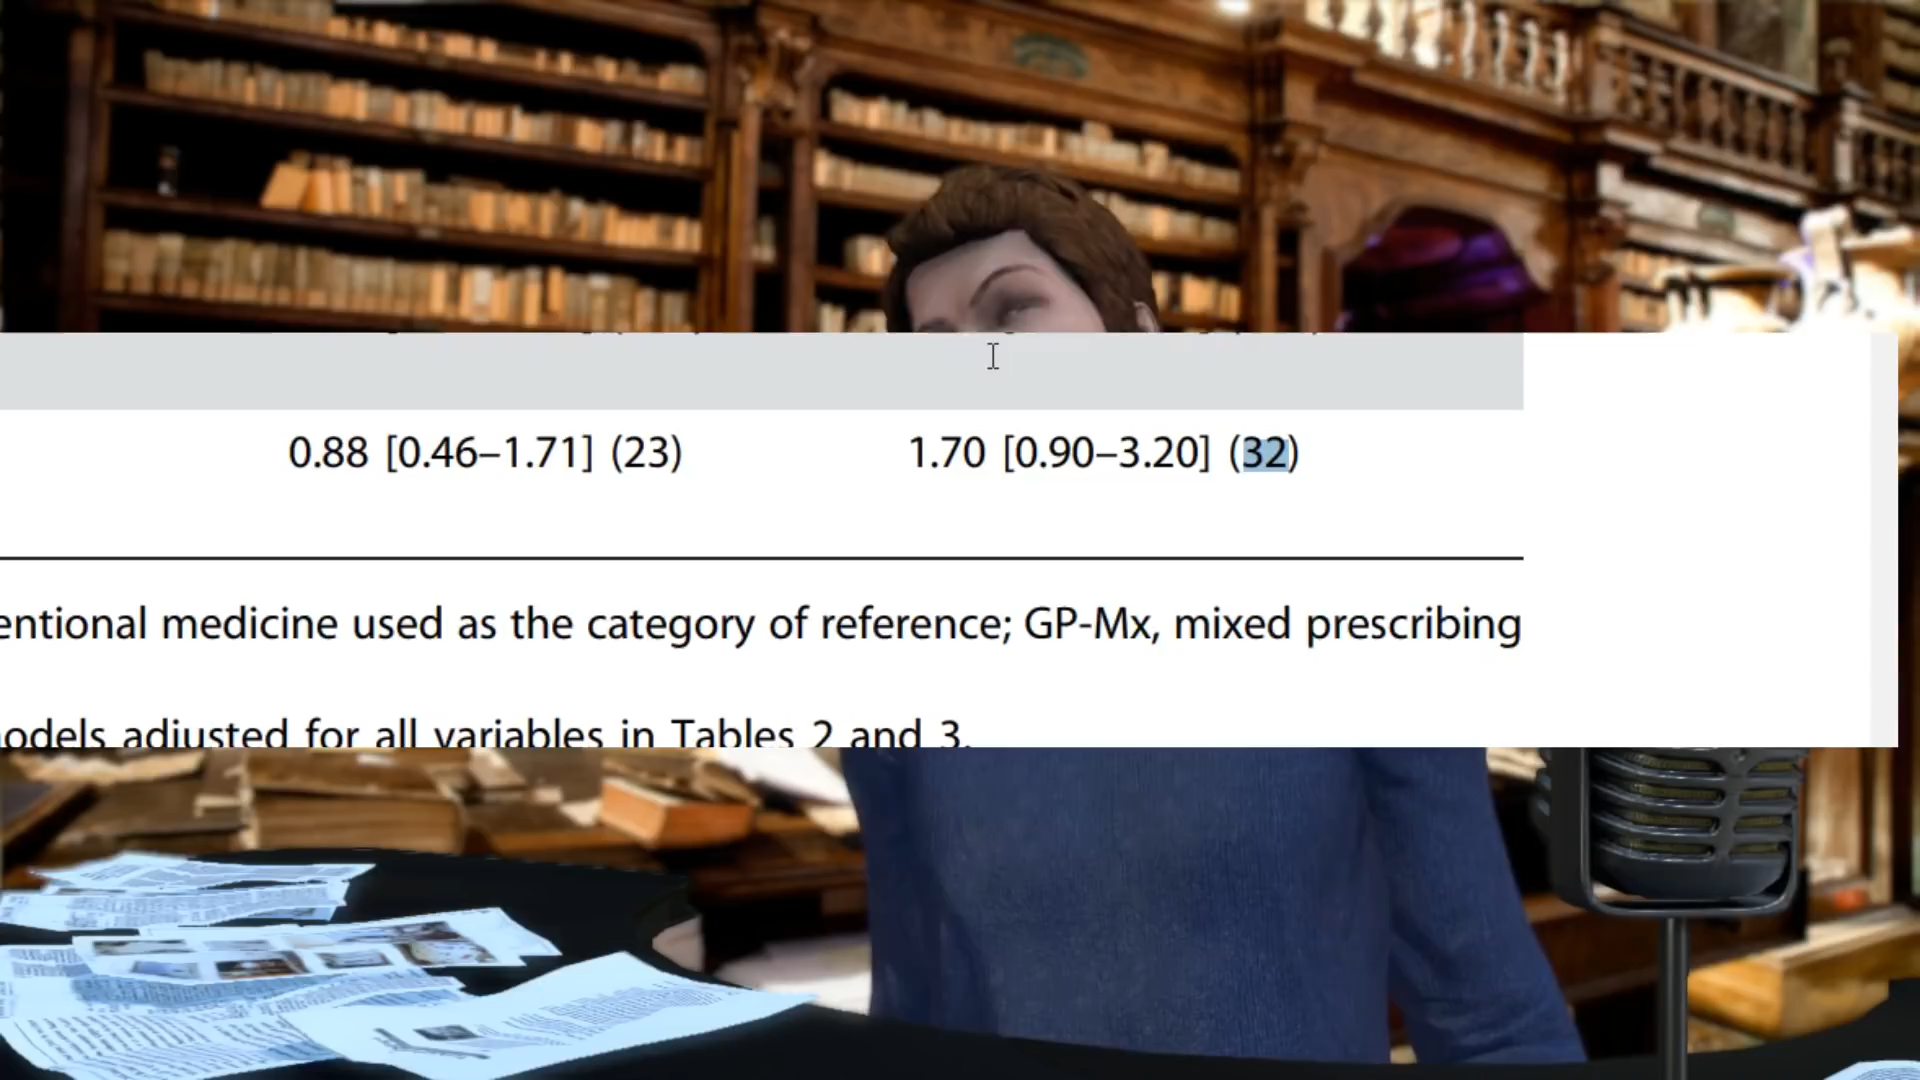 0.88 [0.46–1.71] (23) 1.70 [0.90–3.20] (32)
entional medicine used as the category of reference; GP-Mx, mixed prescribing
odels adjusted for all variables in Tables 2 and 3.